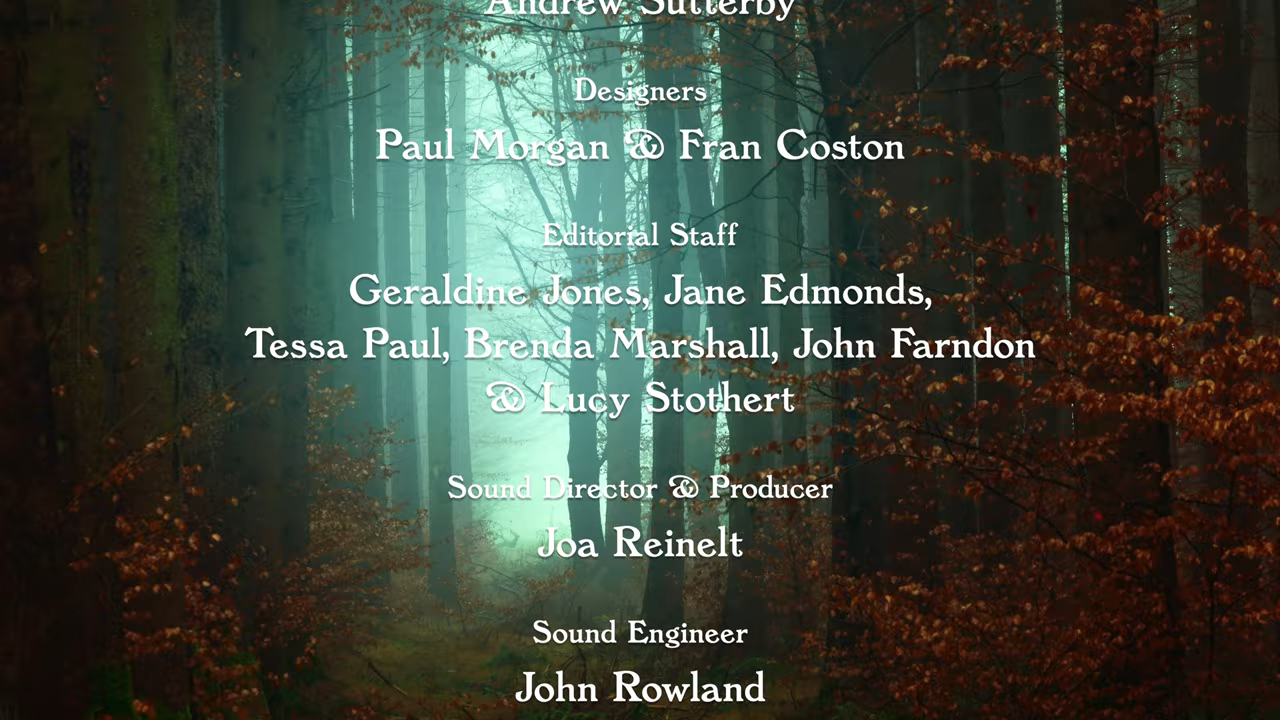 Andrew Sutterby
Designers
Paul Morgan & Fran Coston
Editorial Staff
Geraldine Jones, Jane Edmonds,
Tessa Paul, Brenda Marshall, John Farndon
& Lucy Stothert
Sound Director & Producer
Joa Reinelt
Sound Engineer
John Rowland